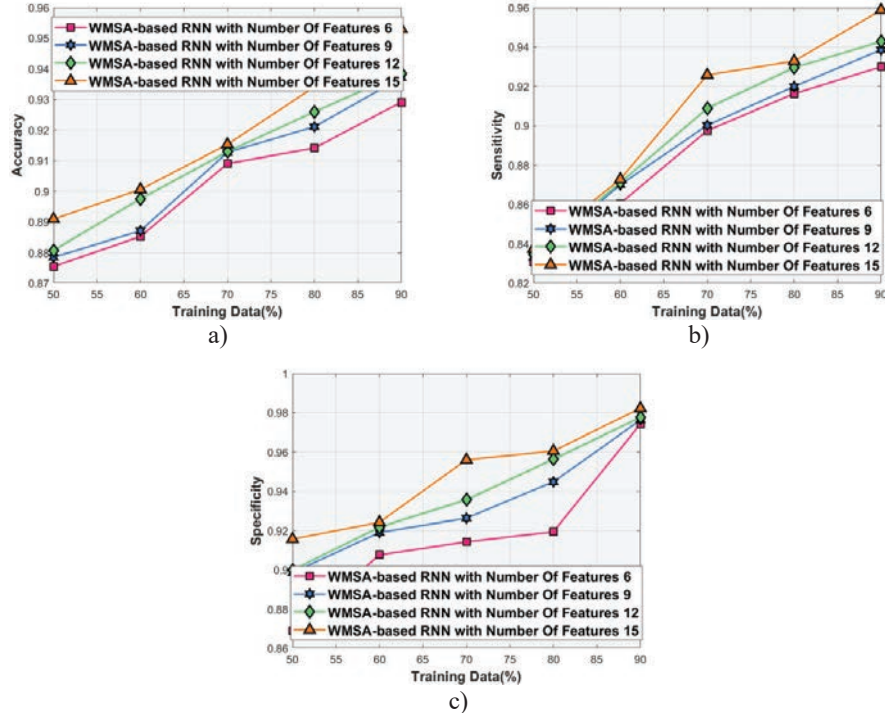 0.96
0.95
0.94
0.93
0.92
0.91
0.9
0.89
0.88
0.87
Accuracy
WMSA-based RNN with Number Of Features 6
WMSA-based RNN with Number Of Features 9
WMSA-based RNN with Number Of Features 12
WMSA-based RNN with Number Of Features 15
50 55 60 65 70 75 80 85 90
Training Data(%)
a)
0.96
0.94
0.92
0.9
0.88
0.86
0.84
0.82
Sensitivity
WMSA-based RNN with Number Of Features 6
WMSA-based RNN with Number Of Features 9
WMSA-based RNN with Number Of Features 12
WMSA-based RNN with Number Of Features 15
50 55 60 65 70 75 80 85 90
Training Data(%)
b)
1
0.98
0.96
0.94
0.92
0.9
0.88
0.86
Specificity
WMSA-based RNN with Number Of Features 6
WMSA-based RNN with Number Of Features 9
WMSA-based RNN with Number Of Features 12
WMSA-based RNN with Number Of Features 15
50 55 60 65 70 75 80 85 90
Training Data(%)
c)